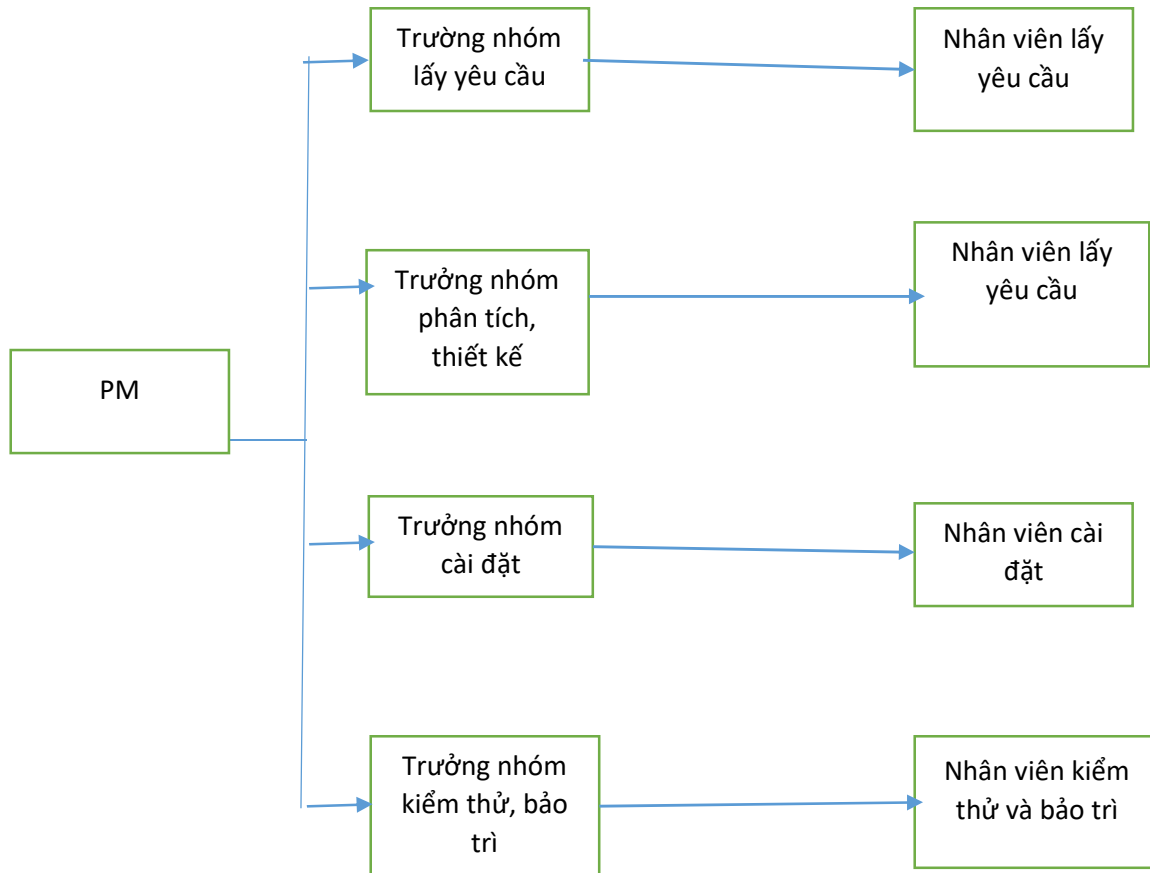 Trường nhóm
lấy yêu cầu
Nhân viên lấy
yêu cầu
Trưởng nhóm
phân tích,
thiết kế
Nhân viên lấy
yêu cầu
PM
Trưởng nhóm
cài đặt
Nhân viên cài
đặt
Trưởng nhóm
kiểm thử, bảo
trì
Nhân viên kiểm
thử và bảo trì